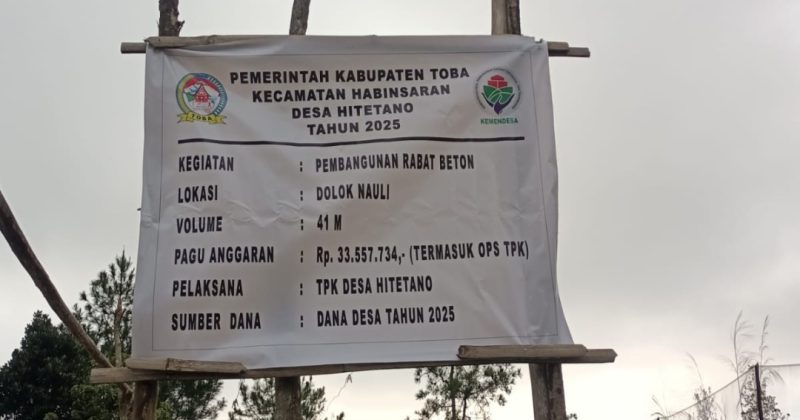 PEMERINTAH KABUPATEN TOBA
KECAMATAN HABINSARAN
DESA HITETANO
TAHUN 2025
TOBA
KEMENDESA
KEGIATAN : PEMBANGUNAN RABAT BETON
LOKASI : DOLOK NAULI
VOLUME : 41 M
PAGU ANGGARAN : Rp. 33.557.734,- (TERMASUK OPS TPK)
PELAKSANA : TPK DESA HITETANO
SUMBER DANA : DANA DESA TAHUN 2025